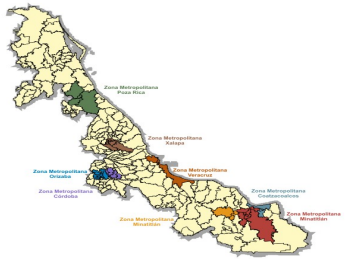 Zona Metropolitana
Poza Rica
Zona Metropolitana
Xalapa
Zona Metropolitana
Orizaba
Zona Metropolitana
Veracruz
Zona Metropolitana
Córdoba
Zona Metropolitana
Coatzacoalcos
Zona Metropolitana
Minatitlán
Zona Metropolitana
Minatitlán